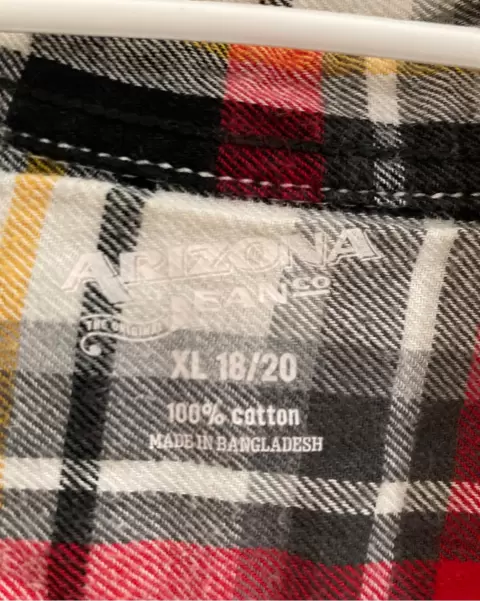 ARIZONA
JEAN CO
THE ORIGINAL
XL 18/20
100% cotton
MADE IN BANGLADESH